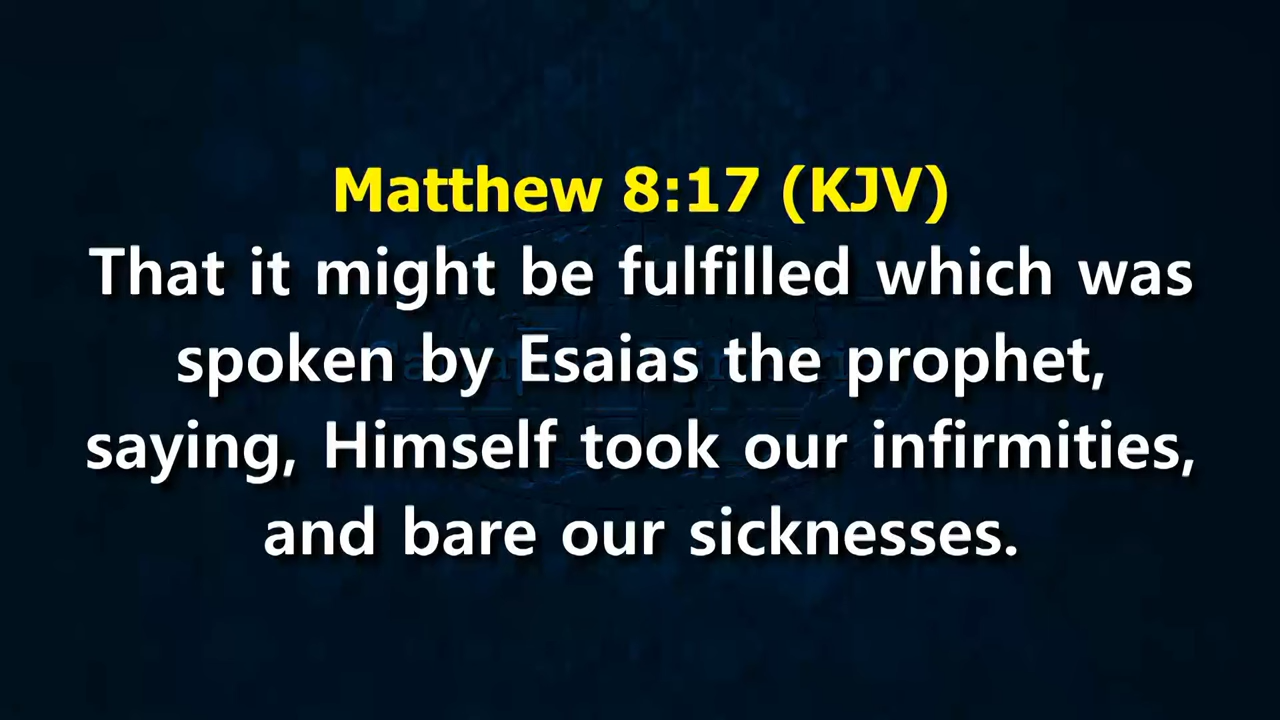 Matthew 8:17 (KJV)
That it might be fulfilled which was
spoken by Esaias the prophet,
saying, Himself took our infirmities,
and bare our sicknesses.